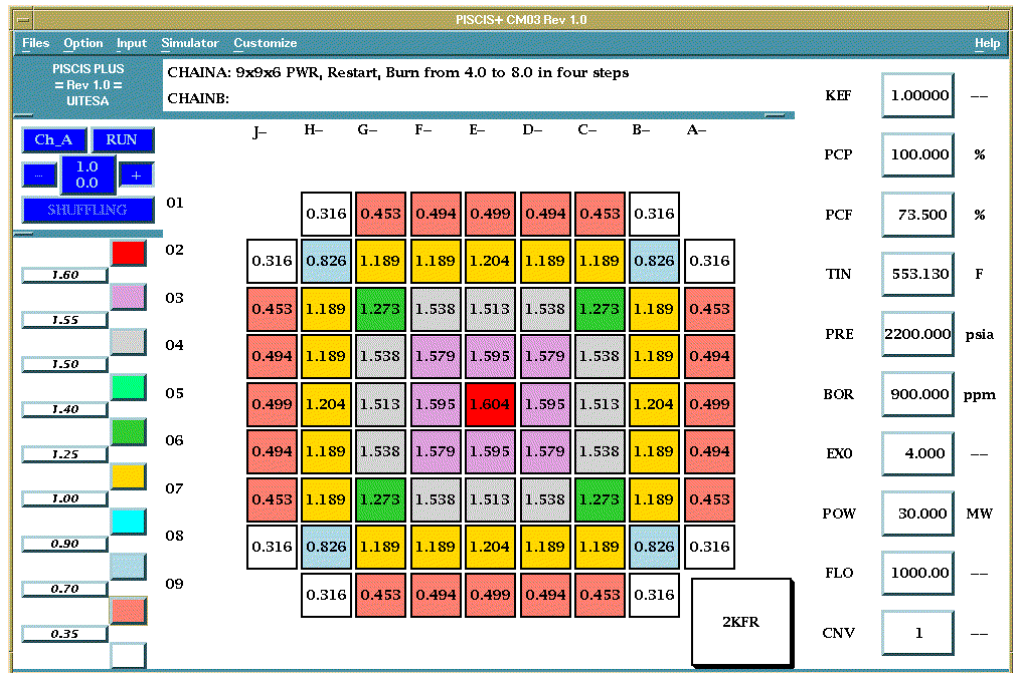 PISCIS+ CM03 Rev 1.0
Files Option Input Simulator Customize Help
PISCIS PLUS
= Rev 1.0 =
UITESA
CHAINA: 9x9x6 PWR, Restart, Burn from 4.0 to 8.0 in four steps
CHAINB:
Ch_A RUN
1.0
0.0
+
SHUFFLING
1.60
1.55
1.50
1.40
1.25
1.00
0.90
0.70
0.35
J– H– G– F– E– D– C– B– A–
01 0.316 0.453 0.494 0.499 0.494 0.453 0.316
02 0.316 0.826 1.189 1.189 1.204 1.189 1.189 0.826 0.316
03 0.453 1.189 1.273 1.538 1.513 1.538 1.273 1.189 0.453
04 0.494 1.189 1.538 1.579 1.595 1.579 1.538 1.189 0.494
05 0.499 1.204 1.513 1.595 1.604 1.595 1.513 1.204 0.499
06 0.494 1.189 1.538 1.579 1.595 1.579 1.538 1.189 0.494
07 0.453 1.189 1.273 1.538 1.513 1.538 1.273 1.189 0.453
08 0.316 0.826 1.189 1.189 1.204 1.189 1.189 0.826 0.316
09 0.316 0.453 0.494 0.499 0.494 0.453 0.316
2KFR
KEF 1.00000 --
PCP 100.000 %
PCF 73.500 %
TIN 553.130 F
PRE 2200.000 psia
BOR 900.000 ppm
EX0 4.000 --
POW 30.000 MW
FLO 1000.00 --
CNV 1 --